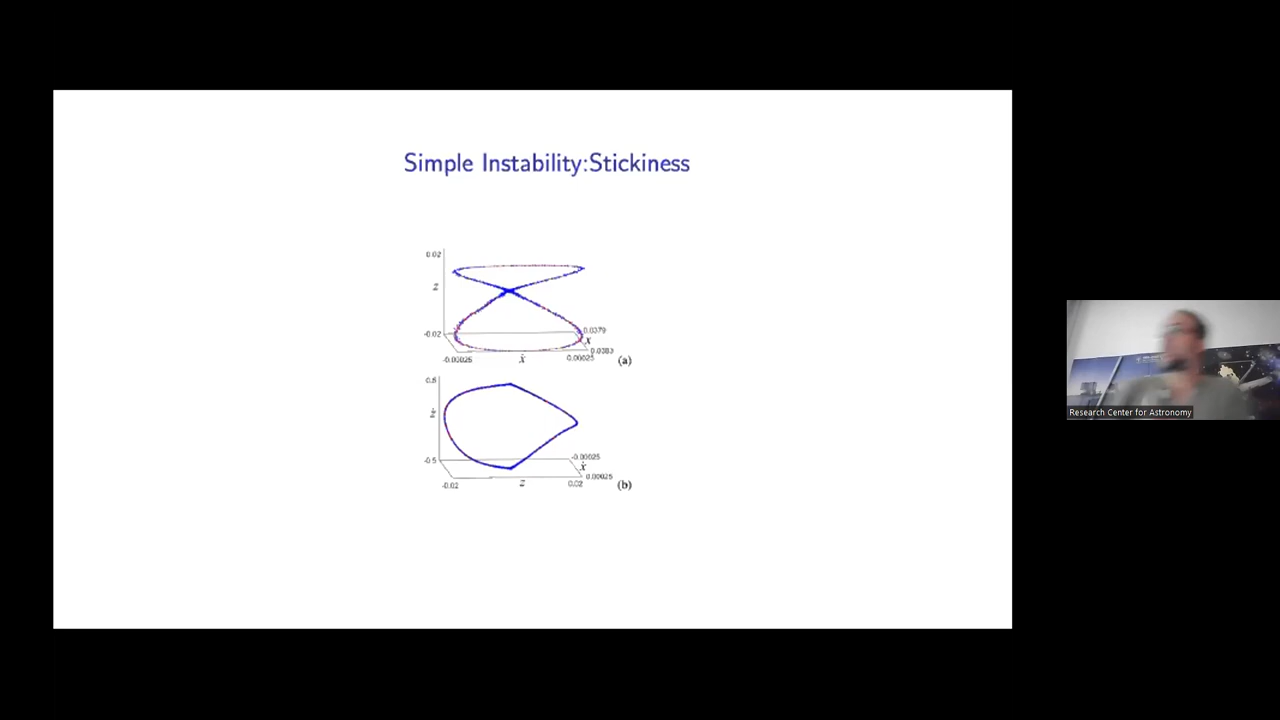 Simple Instability:Stickiness
0.02
-0.02
0.0379
x
-0.00025
ẋ
0.00025
0.0383
(a)
0.5
-0.5
-0.00025
ẋ
0.00025
-0.02
z
0.02
(b)
Research Center for Astronomy